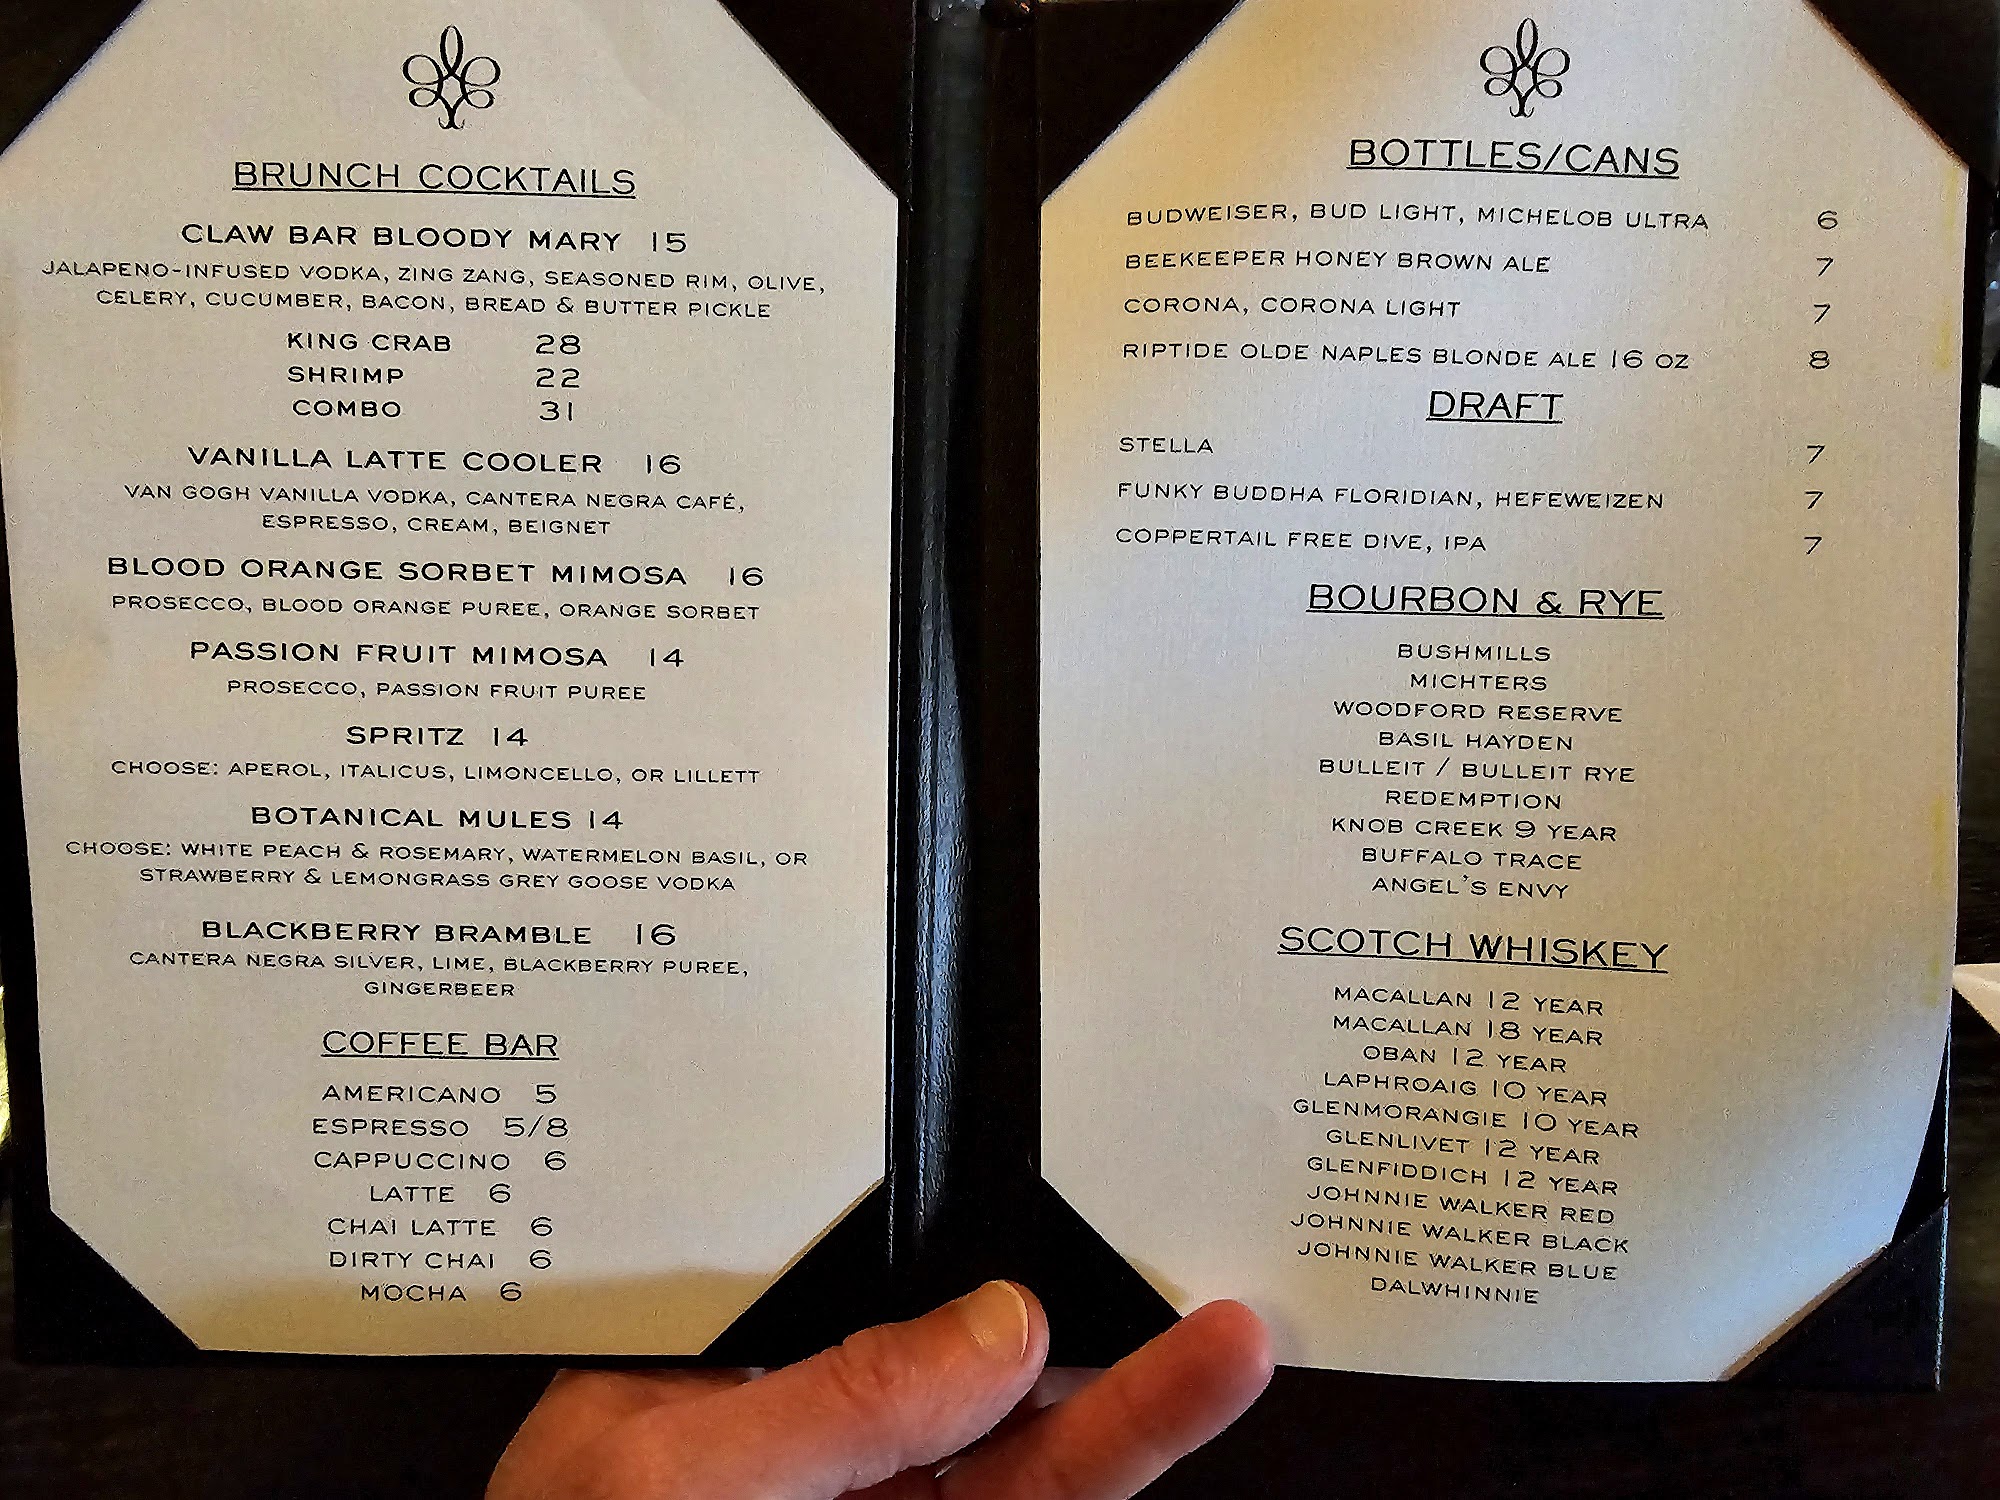 BRUNCH COCKTAILS
CLAW BAR BLOODY MARY 15
JALAPENO-INFUSED VODKA, ZING ZANG, SEASONED RIM, OLIVE,
CELERY, CUCUMBER, BACON, BREAD & BUTTER PICKLE
KING CRAB 28
SHRIMP 22
COMBO 31
VANILLA LATTE COOLER 16
VAN GOGH VANILLA VODKA, CANTERA NEGRA CAFÉ,
ESPRESSO, CREAM, BEIGNET
BLOOD ORANGE SORBET MIMOSA 16
PROSECCO, BLOOD ORANGE PUREE, ORANGE SORBET
PASSION FRUIT MIMOSA 14
PROSECCO, PASSION FRUIT PUREE
SPRITZ 14
CHOOSE: APEROL, ITALICUS, LIMONCELLO, OR LILLETT
BOTANICAL MULES 14
CHOOSE: WHITE PEACH & ROSEMARY, WATERMELON BASIL, OR
STRAWBERRY & LEMONGRASS GREY GOOSE VODKA
BLACKBERRY BRAMBLE 16
CANTERA NEGRA SILVER, LIME, BLACKBERRY PUREE,
GINGERBEER
COFFEE BAR
AMERICANO 5
ESPRESSO 5/8
CAPPUCCINO 6
LATTE 6
CHAI LATTE 6
DIRTY CHAI 6
MOCHA 6
BOTTLES/CANS
BUDWEISER, BUD LIGHT, MICHELOB ULTRA 6
BEEKEEPER HONEY BROWN ALE 7
CORONA, CORONA LIGHT 7
RIPTIDE OLDE NAPLES BLONDE ALE 16 OZ 8
DRAFT
STELLA 7
FUNKY BUDDHA FLORIDIAN, HEFEWEIZEN 7
COPPERTAIL FREE DIVE, IPA 7
BOURBON & RYE
BUSHMILLS
MICHTERS
WOODFORD RESERVE
BASIL HAYDEN
BULLEIT / BULLEIT RYE
REDEMPTION
KNOB CREEK 9 YEAR
BUFFALO TRACE
ANGEL'S ENVY
SCOTCH WHISKEY
MACALLAN 12 YEAR
MACALLAN 18 YEAR
OBAN 12 YEAR
LAPHROAIG 10 YEAR
GLENMORANGIE 10 YEAR
GLENLIVET 12 YEAR
GLENFIDDICH 12 YEAR
JOHNNIE WALKER RED
JOHNNIE WALKER BLACK
JOHNNIE WALKER BLUE
DALWHINNIE